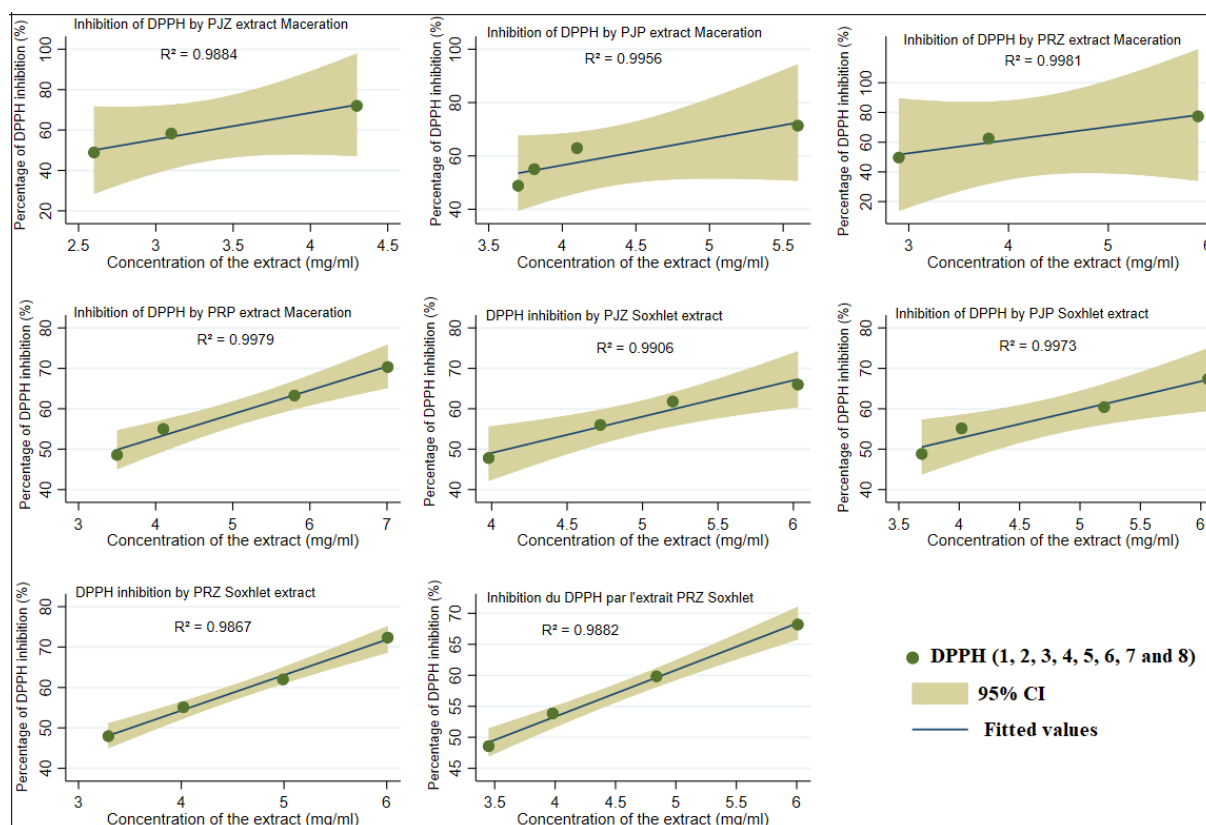 Inhibition of DPPH by PJZ extract Maceration
R² = 0.9884
Percentage of DPPH inhibition (%)
100
80
60
40
20
2.5 3 3.5 4 4.5
Concentration of the extract (mg/ml)
Inhibition of DPPH by PJP extract Maceration
R² = 0.9956
Percentage of DPPH inhibition (%)
100
80
60
40
3.5 4 4.5 5 5.5
Concentration of the extract (mg/ml)
Inhibition of DPPH by PRZ extract Maceration
R² = 0.9981
Percentage of DPPH inhibition (%)
100
80
60
40
20
3 4 5 6
Concentration of the extract (mg/ml)
Inhibition of DPPH by PRP extract Maceration
R² = 0.9979
Percentage of DPPH inhibition (%)
80
70
60
50
40
3 4 5 6 7
Concentration of the extract (mg/ml)
DPPH inhibition by PJZ Soxhlet extract
R² = 0.9906
Percentage of DPPH inhibition (%)
80
70
60
50
40
4 4.5 5 5.5 6
Concentration of the extract (mg/ml)
Inhibition of DPPH by PJP Soxhlet extract
R² = 0.9973
Percentage of DPPH inhibition (%)
80
70
60
50
40
3.5 4 4.5 5 5.5 6
Concentration of the extract (mg/ml)
DPPH inhibition by PRZ Soxhlet extract
R² = 0.9867
Percentage of DPPH inhibition (%)
80
70
60
50
40
3 4 5 6
Concentration of the extract (mg/ml)
Inhibition du DPPH par l'extrait PRZ Soxhlet
R² = 0.9882
Percentage of DPPH inhibition (%)
70
65
60
55
50
45
3.5 4 4.5 5 5.5 6
Concentration of the extract (mg/ml)
DPPH (1, 2, 3, 4, 5, 6, 7 and 8)
95% CI
Fitted values